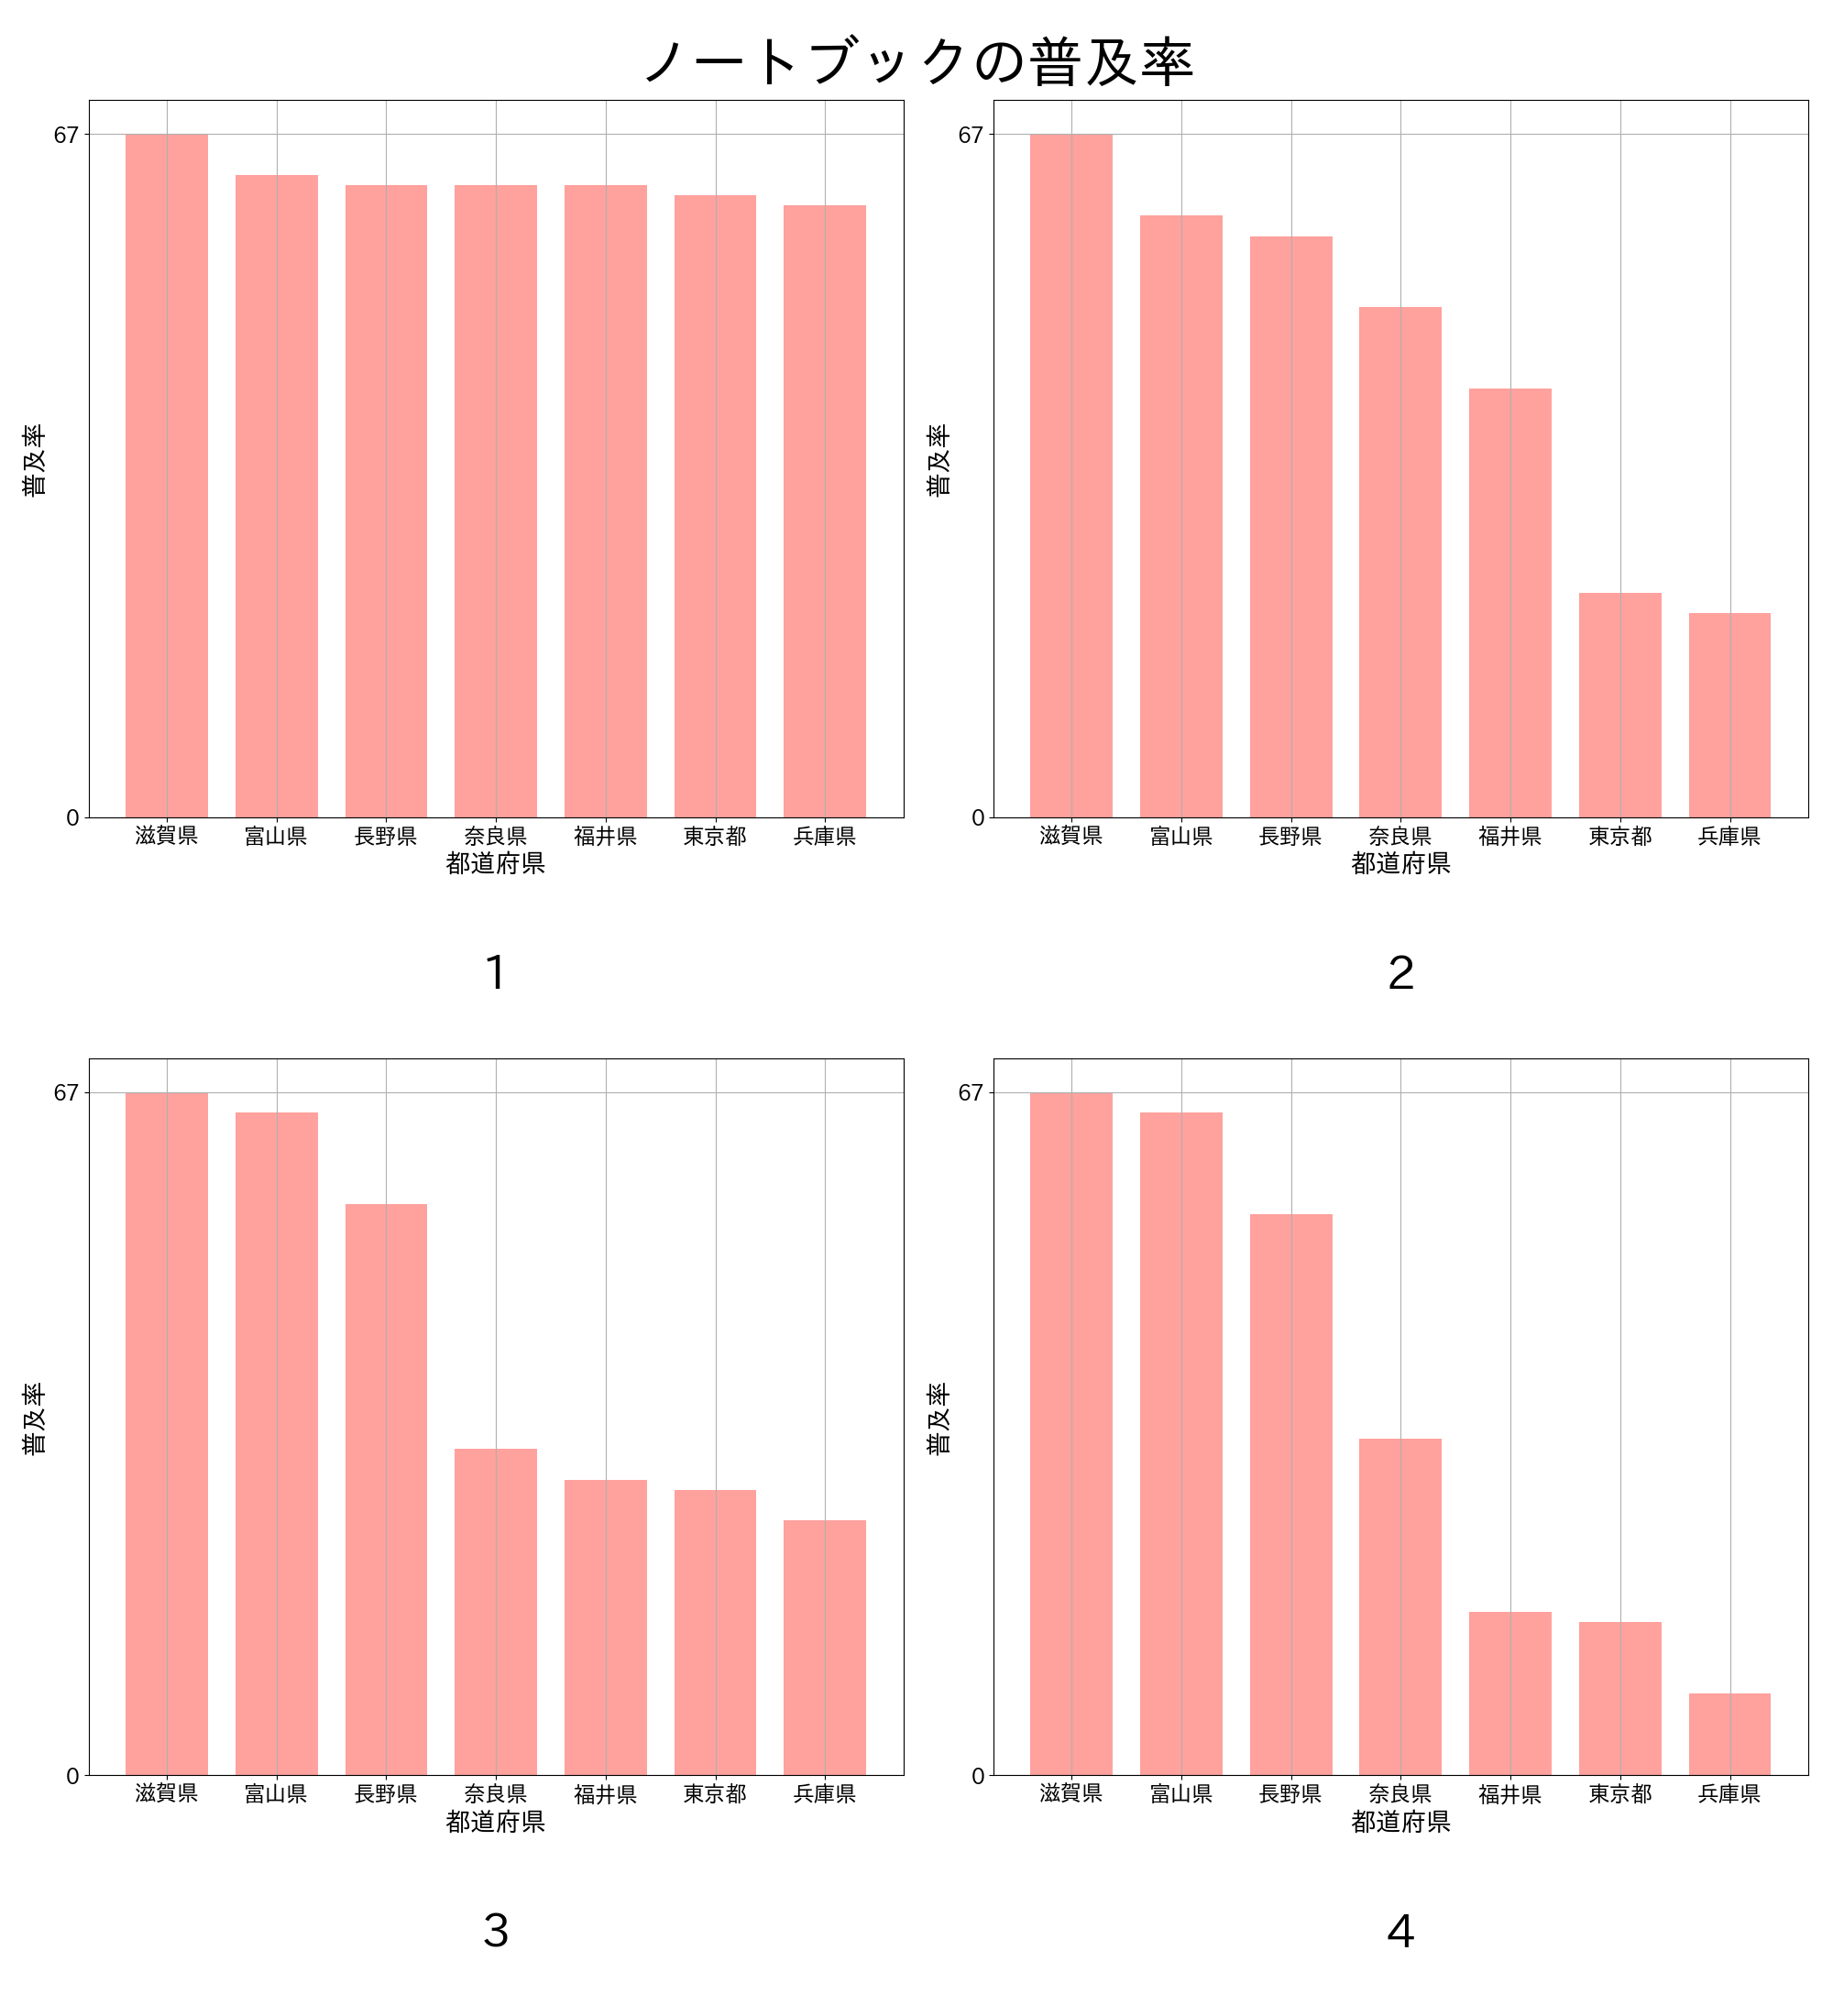 ノートブックの普及率
67
0
普及率
滋賀県 富山県 長野県 奈良県 福井県 東京都 兵庫県
都道府県
1
67
0
普及率
滋賀県 富山県 長野県 奈良県 福井県 東京都 兵庫県
都道府県
2
67
0
普及率
滋賀県 富山県 長野県 奈良県 福井県 東京都 兵庫県
都道府県
3
67
0
普及率
滋賀県 富山県 長野県 奈良県 福井県 東京都 兵庫県
都道府県
4